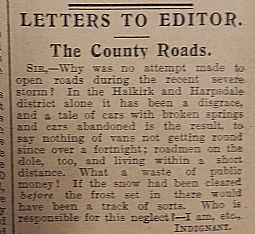 LETTERS TO EDITOR.
The County Roads.
SIR,—Why was no attempt made to
open roads during the recent severe
storm? In the Halkirk and Harpsdale
district alone it has been a disgrace,
and a tale of cars with broken springs
and cars abandoned is the result, to
say nothing of vans not getting round
since over a fortnight; roadmen on the
dole, too, and living within a short
distance. What a waste of public
money! If the snow had been cleared
before the frost set in there would
have been a track of sorts. Who is
responsible for this neglect!—I am, etc.,
INDIGNANT.